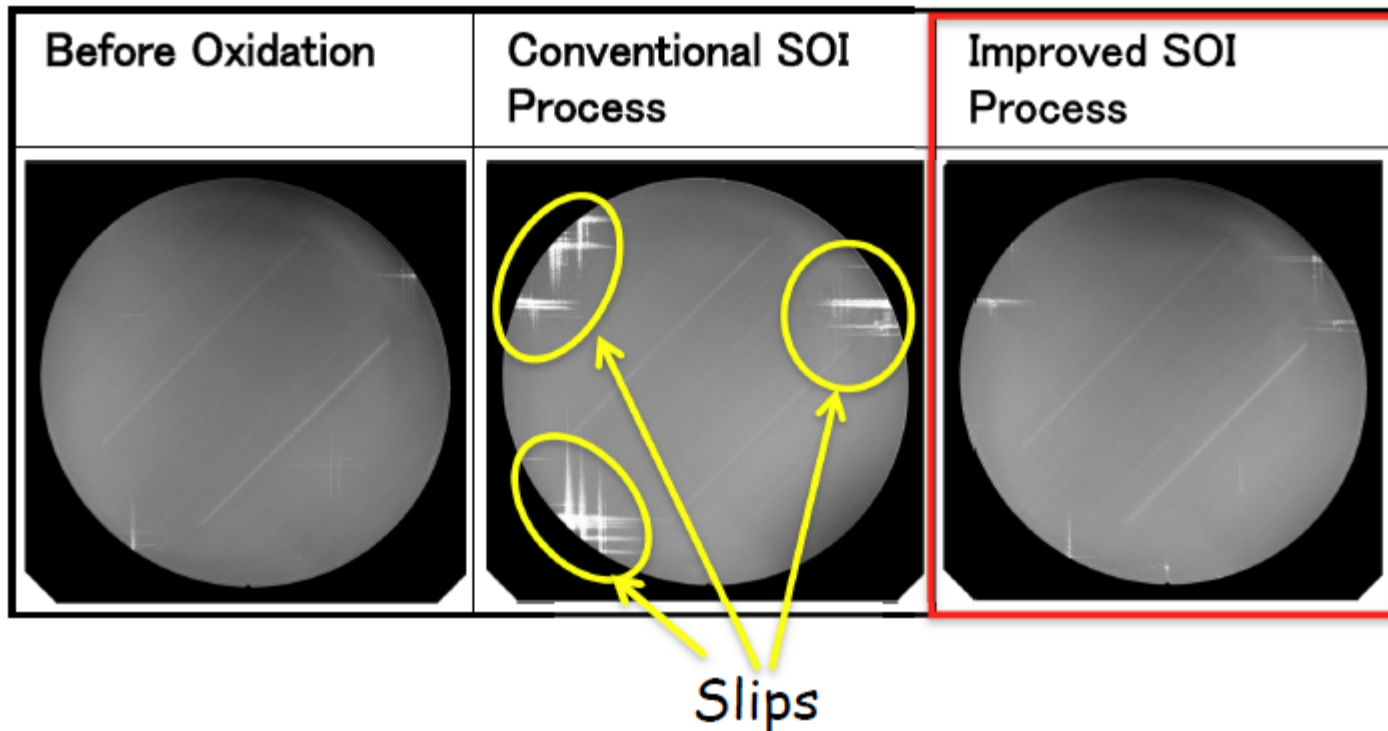 Before Oxidation
Conventional SOI
Process
Improved SOI
Process
Slips